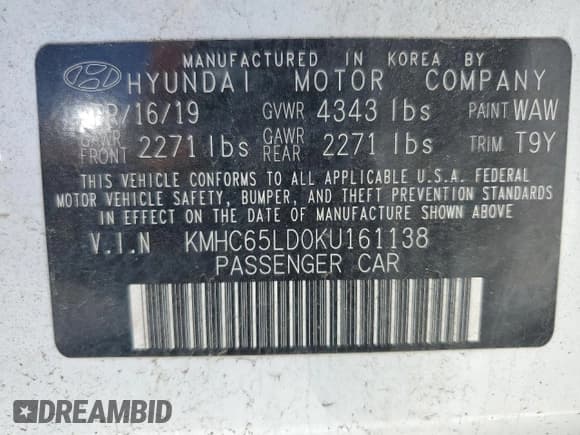 MANUFACTURED IN KOREA BY
HYUNDAI MOTOR COMPANY
/16/19 GVWR 4343 lbs PAINT WAW
GAWR FRONT 2271 lbs GAWR REAR 2271 lbs TRIM T9Y
THIS VEHICLE CONFORMS TO ALL APPLICABLE U.S.A. FEDERAL
MOTOR VEHICLE SAFETY, BUMPER, AND THEFT PREVENTION STANDARDS
IN EFFECT ON THE DATE OF MANUFACTURE SHOWN ABOVE
V.I.N KMHC65LD0KU161138
PASSENGER CAR
DREAMBID